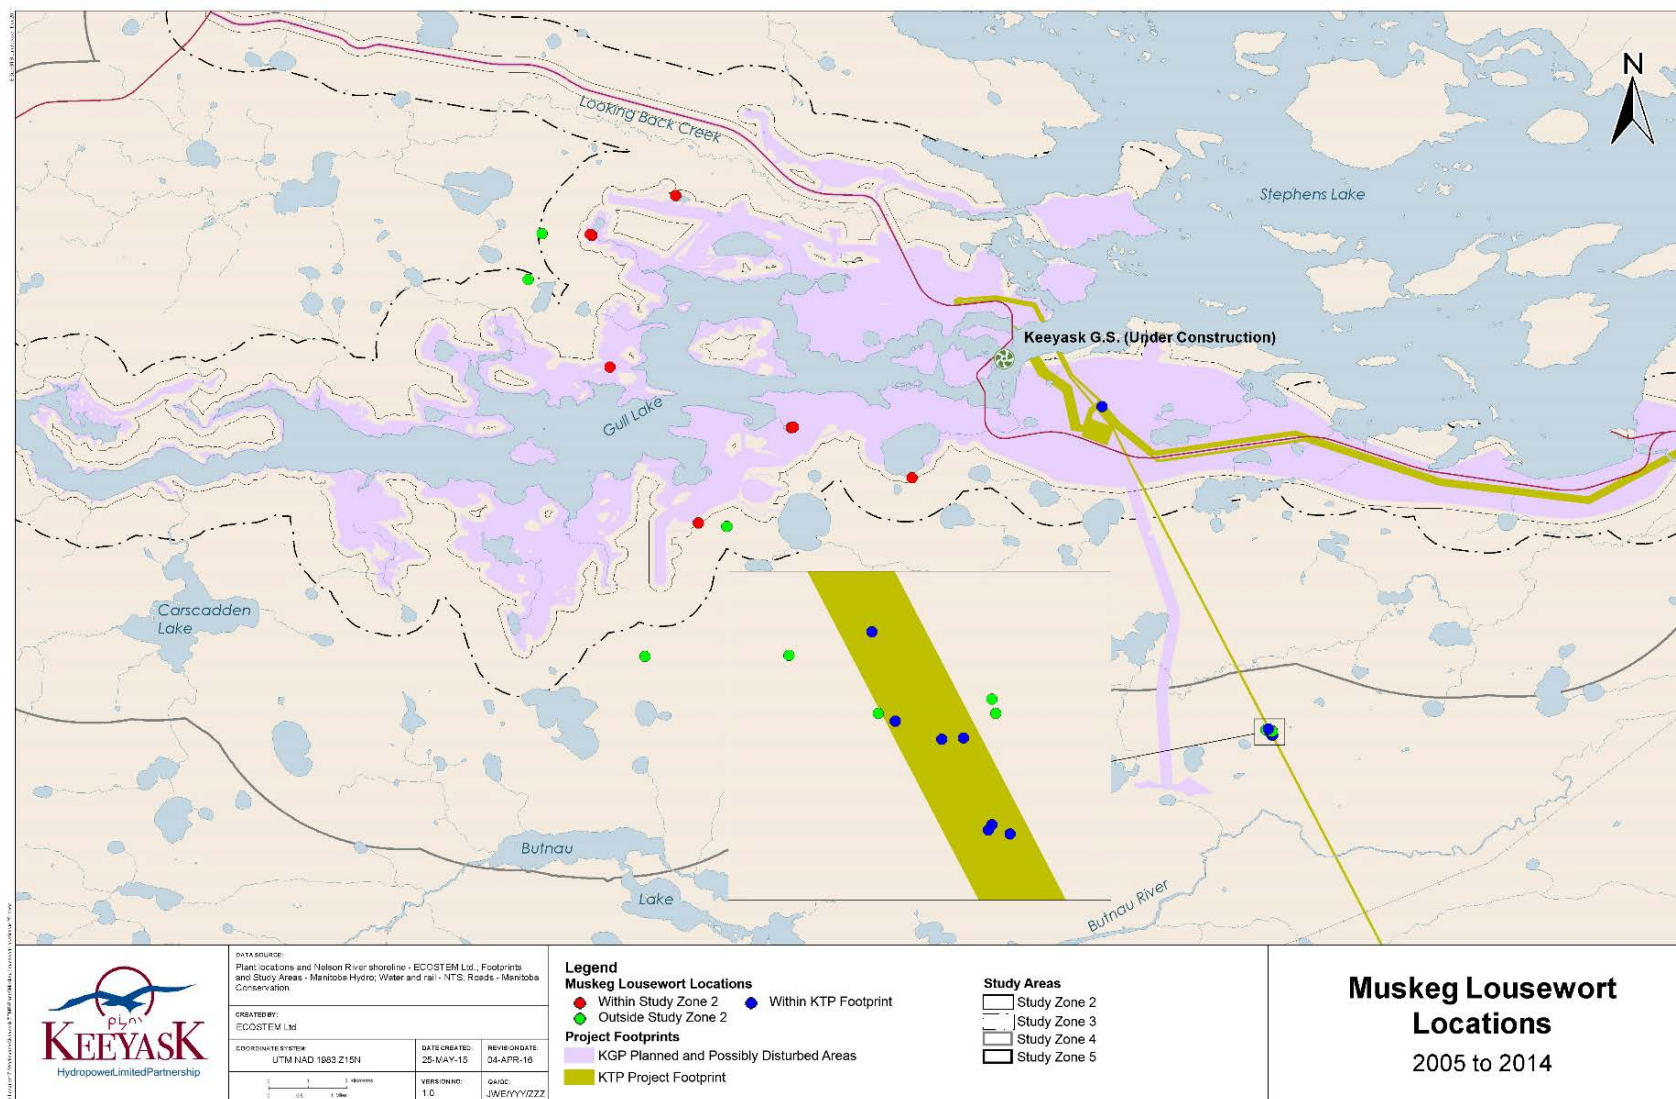 N
Looking Back Creek
Stephens Lake
Keeyask G.S. (Under Construction)
Gull Lake
Carscadden
Lake
Butnau
Lake
Butnau River
KEEYASK
HydropowerLimitedPartnership
DATA SOURCE:
Plant locations and Nelson River shoreline - ECOSTEM Ltd.; Footprints
and Study Areas - Manitoba Hydro; Water and rail - NTS; Roads - Manitoba
Conservation.
CREATED BY:
ECOSTEM Ltd
COORDINATE SYSTEM:
UTM NAD 1983 Z15N
DATE CREATED:
25-MAY-15
REVISION DATE:
04-APR-16
VERSION NO:
1.0
QA/QC:
JWE/YYY/ZZZ
Legend
Muskeg Lousewort Locations
Within Study Zone 2
Within KTP Footprint
Outside Study Zone 2
Project Footprints
KGP Planned and Possibly Disturbed Areas
KTP Project Footprint
Study Areas
Study Zone 2
Study Zone 3
Study Zone 4
Study Zone 5
Muskeg Lousewort
Locations
2005 to 2014